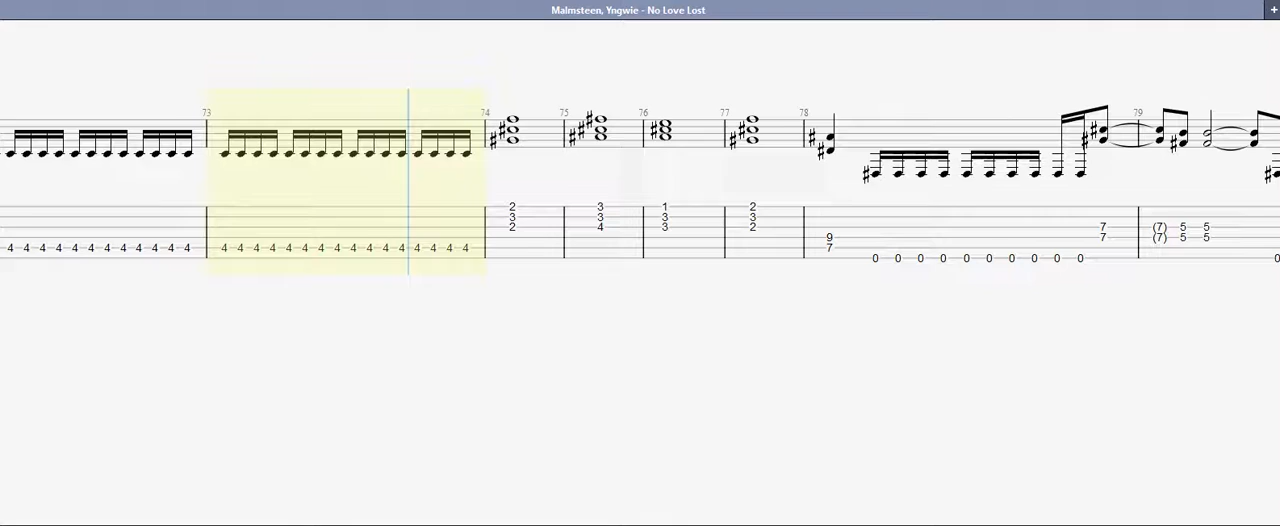 Malmsteen, Yngwie - No Love Lost +
73 74 75 76 77 78 79
2 3 1 2
3 3 3 3
2 4 3 2 7 (7) 5 5
9 7 (7) 5 5
4 4 4 4 4 4 4 4 4 4 4 4 4 4 4 4 4 4 4 4 4 4 4 4 4 4 4 4 7
0 0 0 0 0 0 0 0 0 0 0